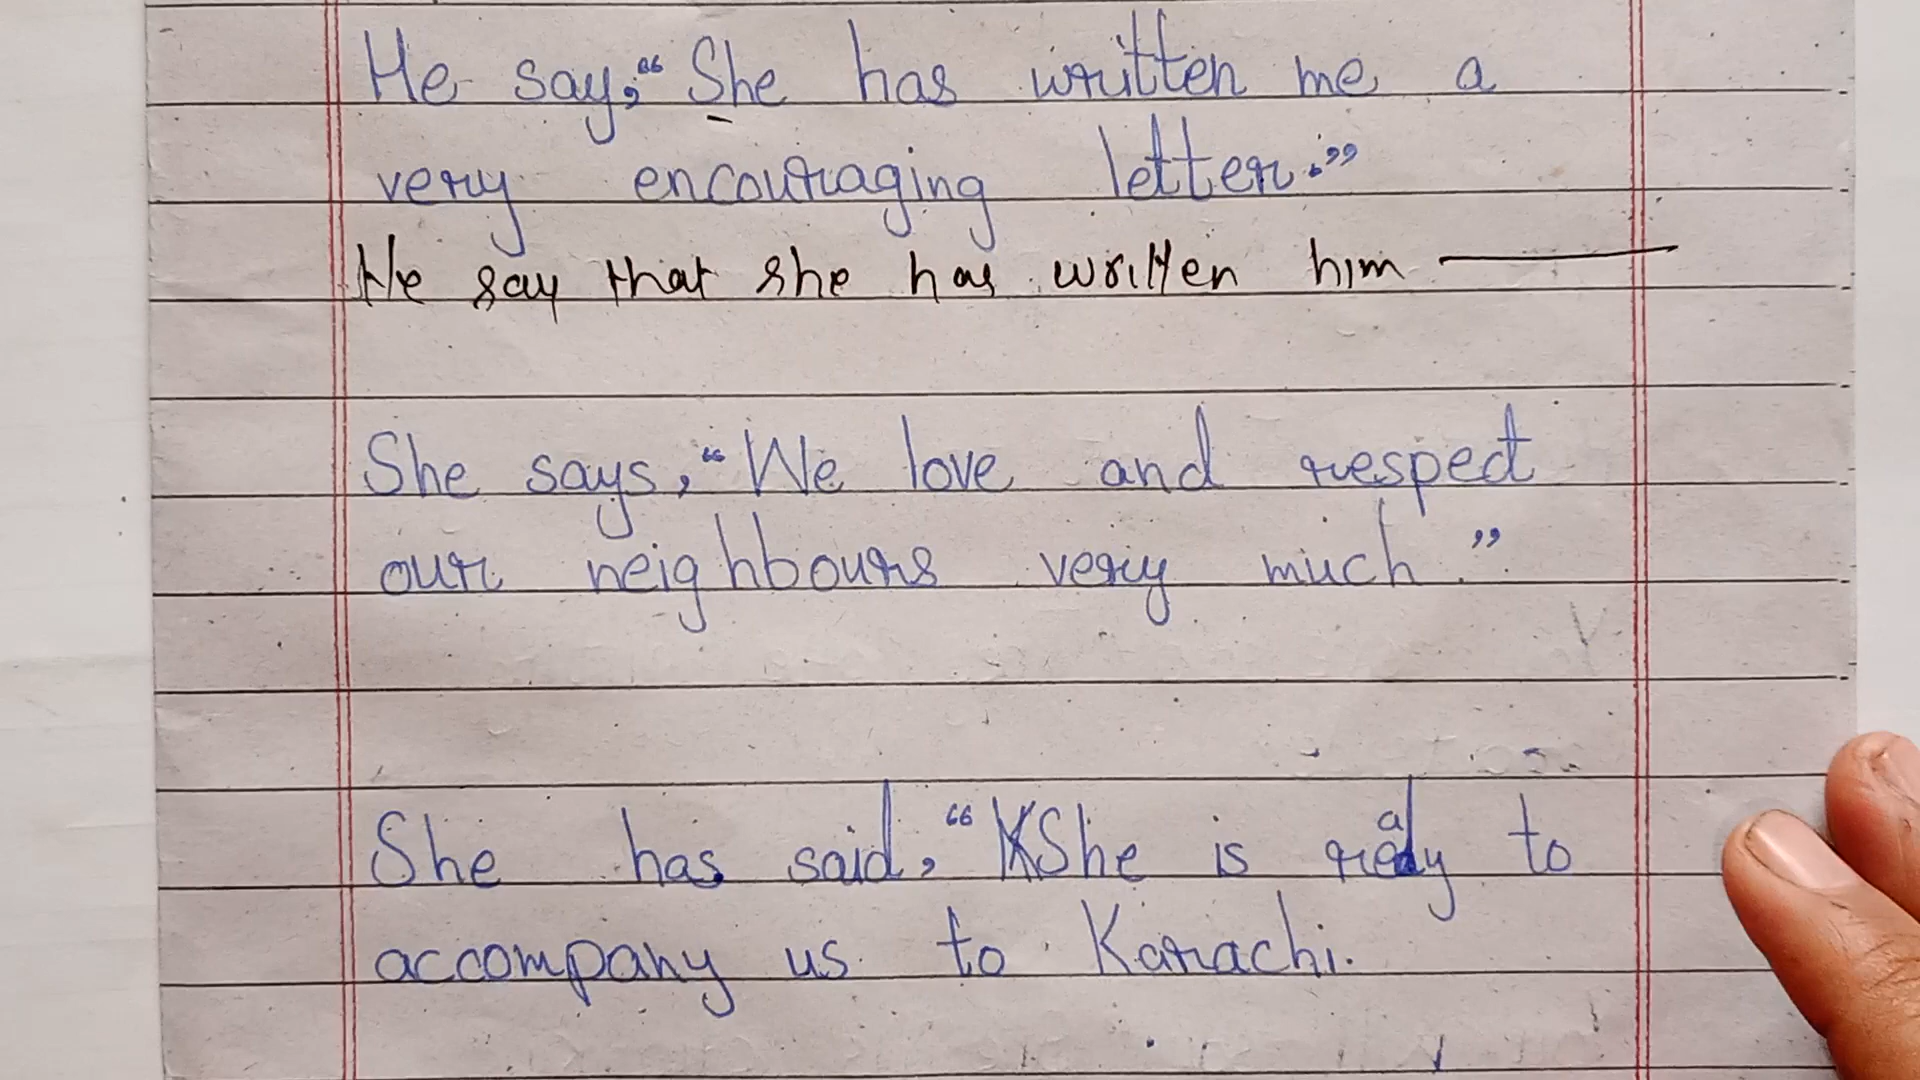 He say, “She has written me a
very encouraging letter.”
He say that she has written him ———
She says, “We love and respect
our neighbours very much.”
She has said, “She is ready to
accompany us to Karachi.